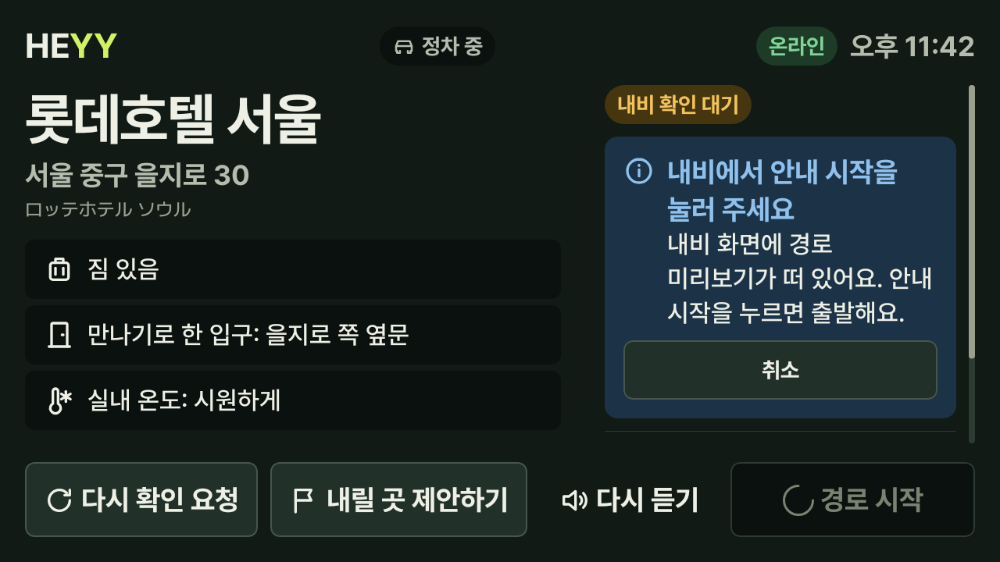 HEYY
정차 중
온라인
오후 11:42
롯데호텔 서울
서울 중구 을지로 30
ロッテホテル ソウル
짐 있음
만나기로 한 입구: 을지로 쪽 옆문
실내 온도: 시원하게
내비 확인 대기
내비에서 안내 시작을
눌러 주세요
내비 화면에 경로
미리보기가 떠 있어요. 안내
시작을 누르면 출발해요.
취소
다시 확인 요청
내릴 곳 제안하기
다시 듣기
경로 시작